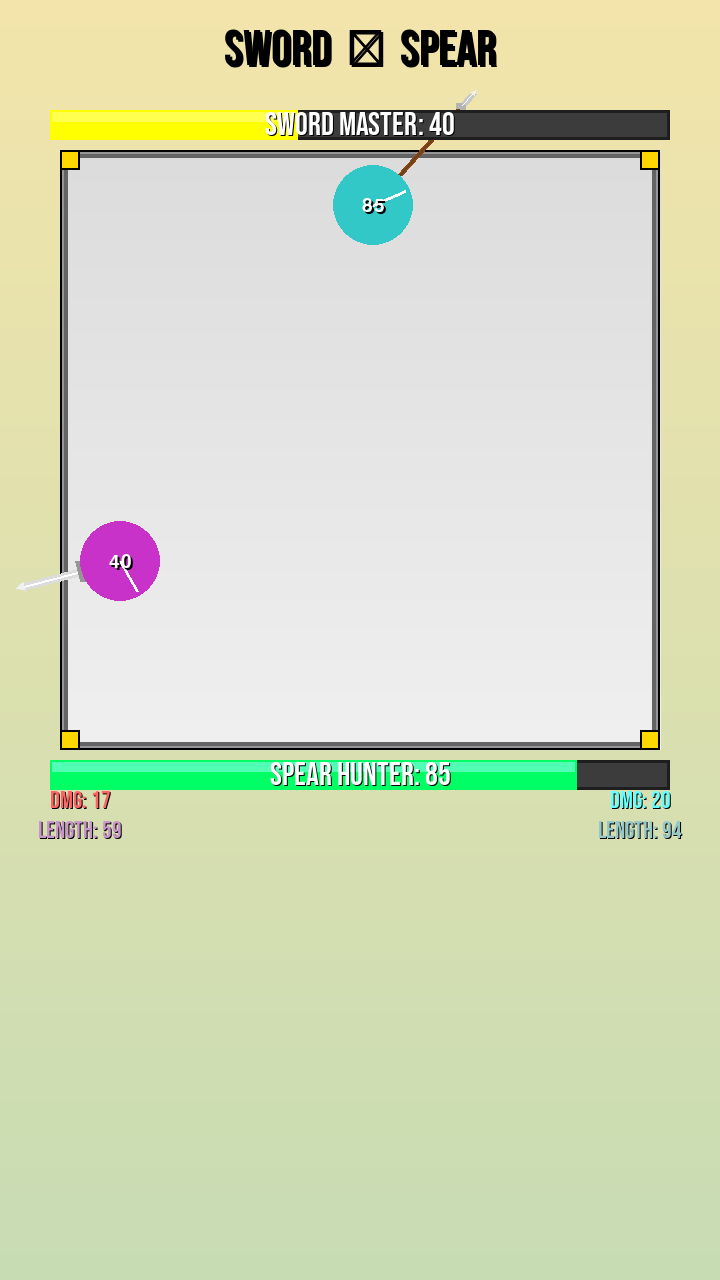 SWORD SPEAR
SWORD MASTER: 40
85
40
SPEAR HUNTER: 85
DMG: 17
DMG: 20
LENGTH: 59
LENGTH: 94